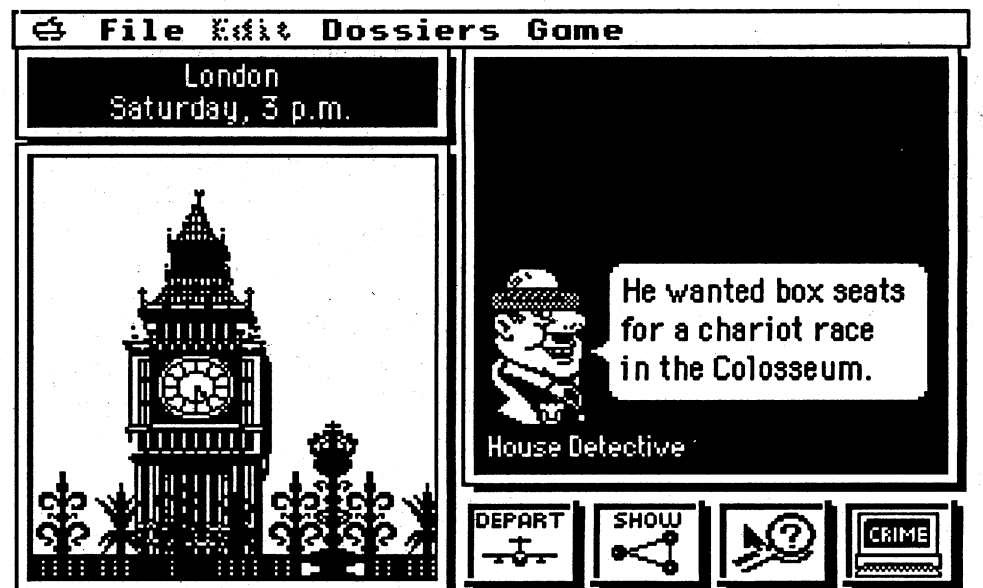 File Edit Dossiers Game
London
Saturday, 3 p.m.
He wanted box seats
for a chariot race
in the Colosseum.
House Detective
DEPART
SHOW
?
CRIME